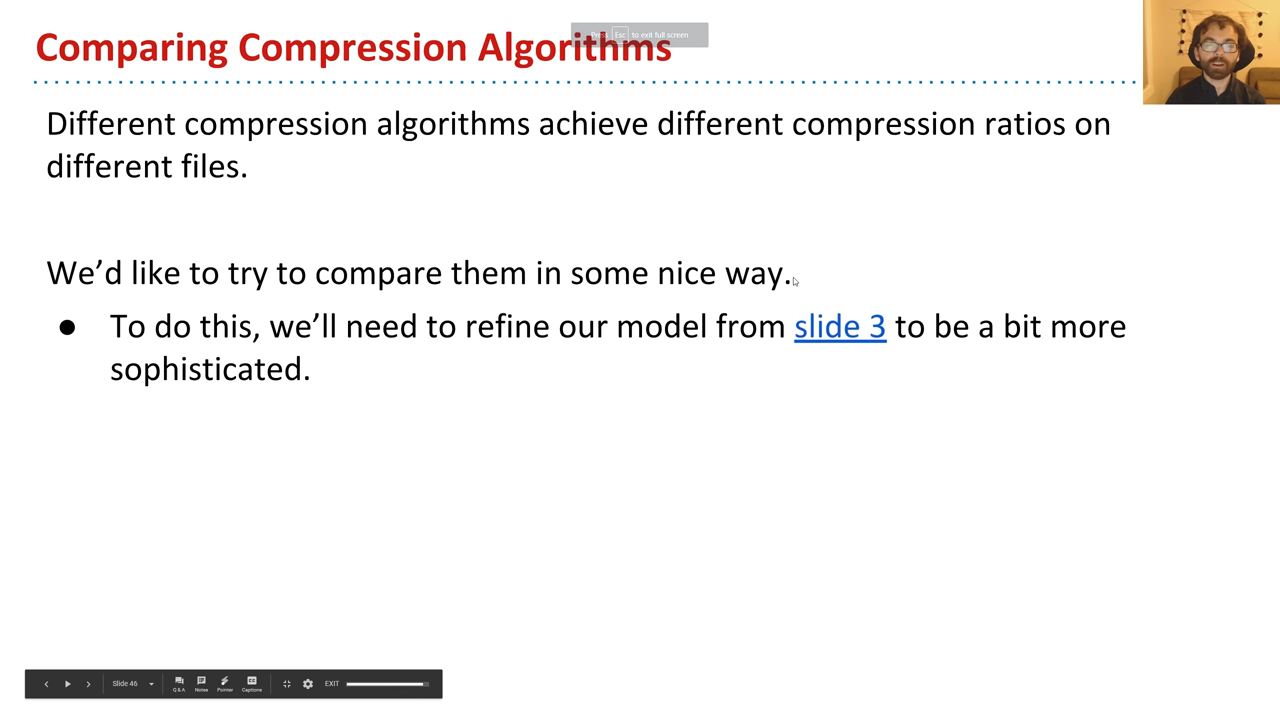 Comparing Compression Algorithms
Press Esc to exit full screen
Different compression algorithms achieve different compression ratios on
different files.
We’d like to try to compare them in some nice way.
● To do this, we’ll need to refine our model from slide 3 to be a bit more
sophisticated.
Slide 46
Q & A Notes Pointer Captions
EXIT